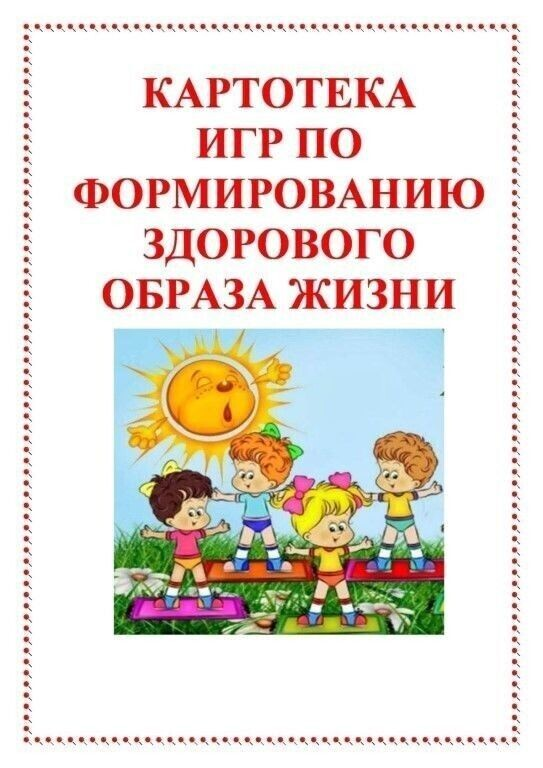 КАРТОТЕКА
ИГР ПО
ФОРМИРОВАНИЮ
ЗДОРОВОГО
ОБРАЗА ЖИЗНИ